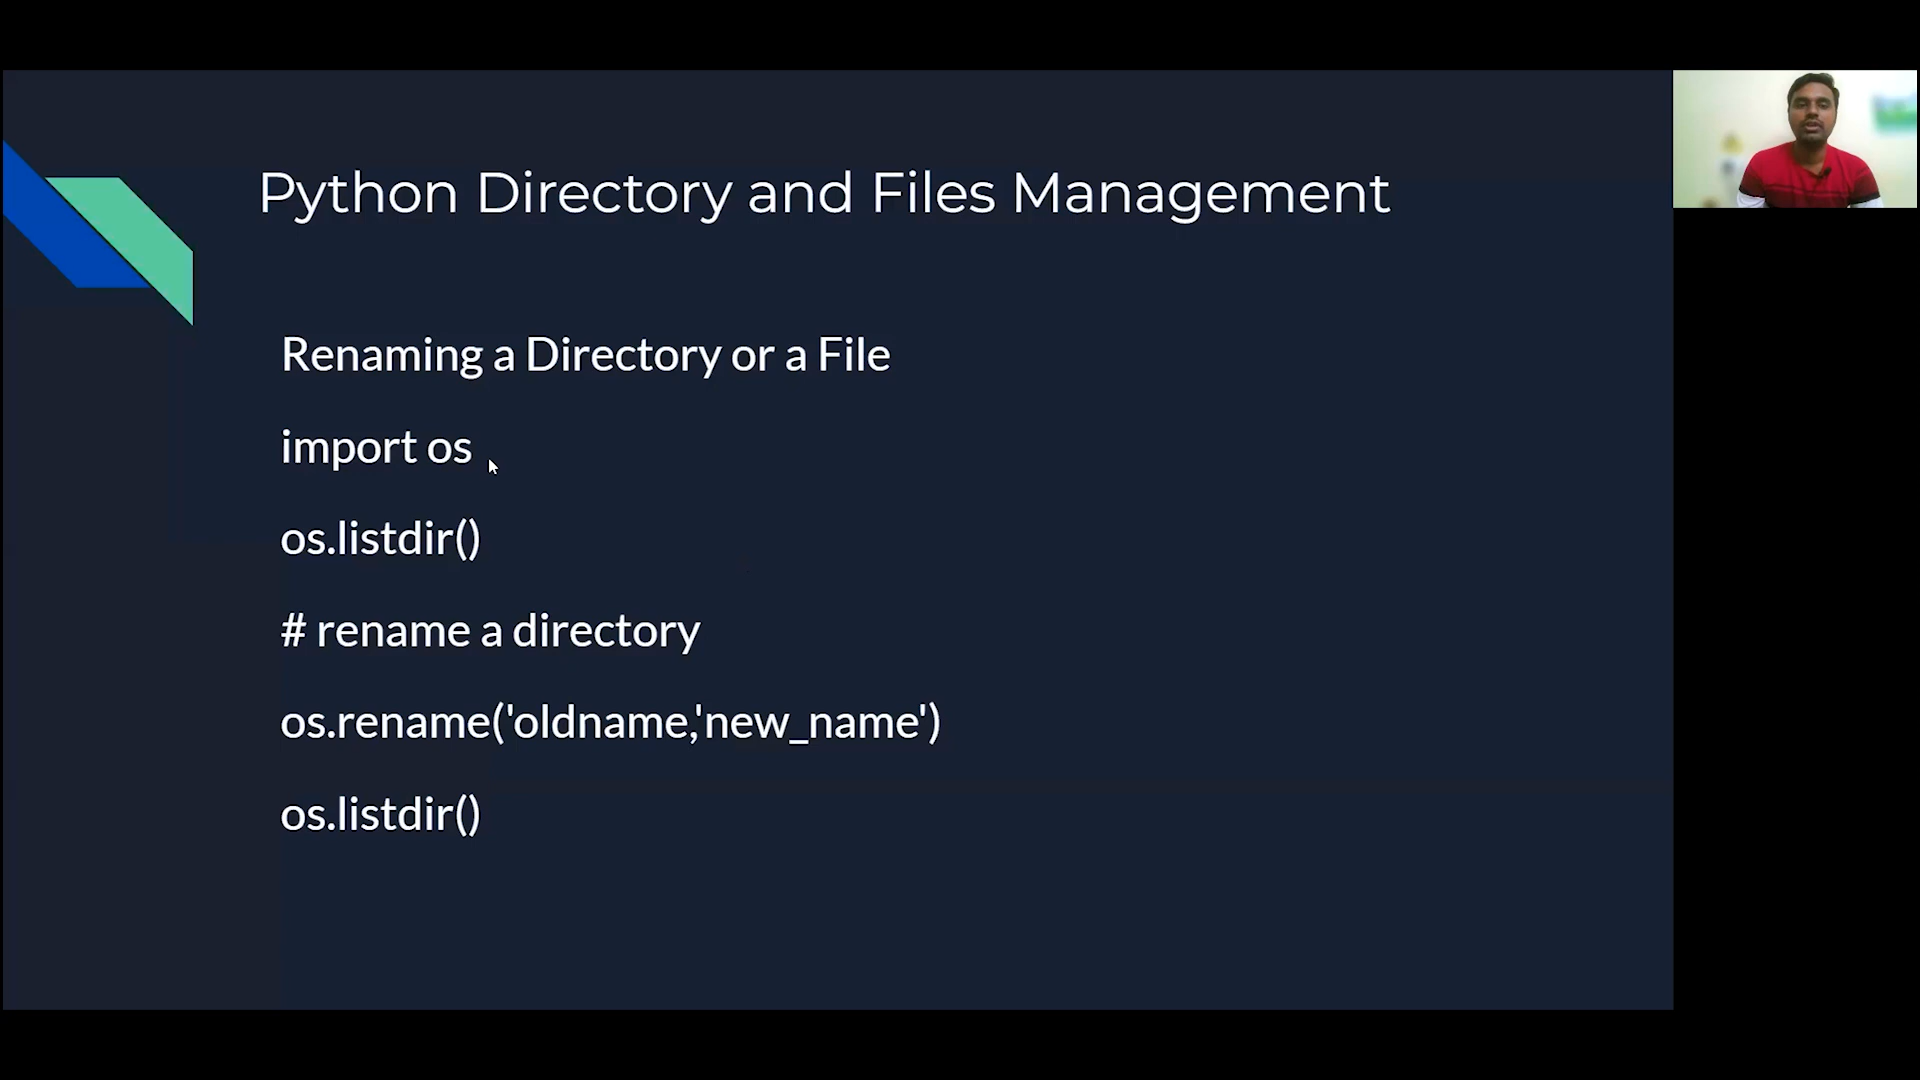 Python Directory and Files Management
Renaming a Directory or a File
import os
os.listdir()
# rename a directory
os.rename('oldname,'new_name')
os.listdir()